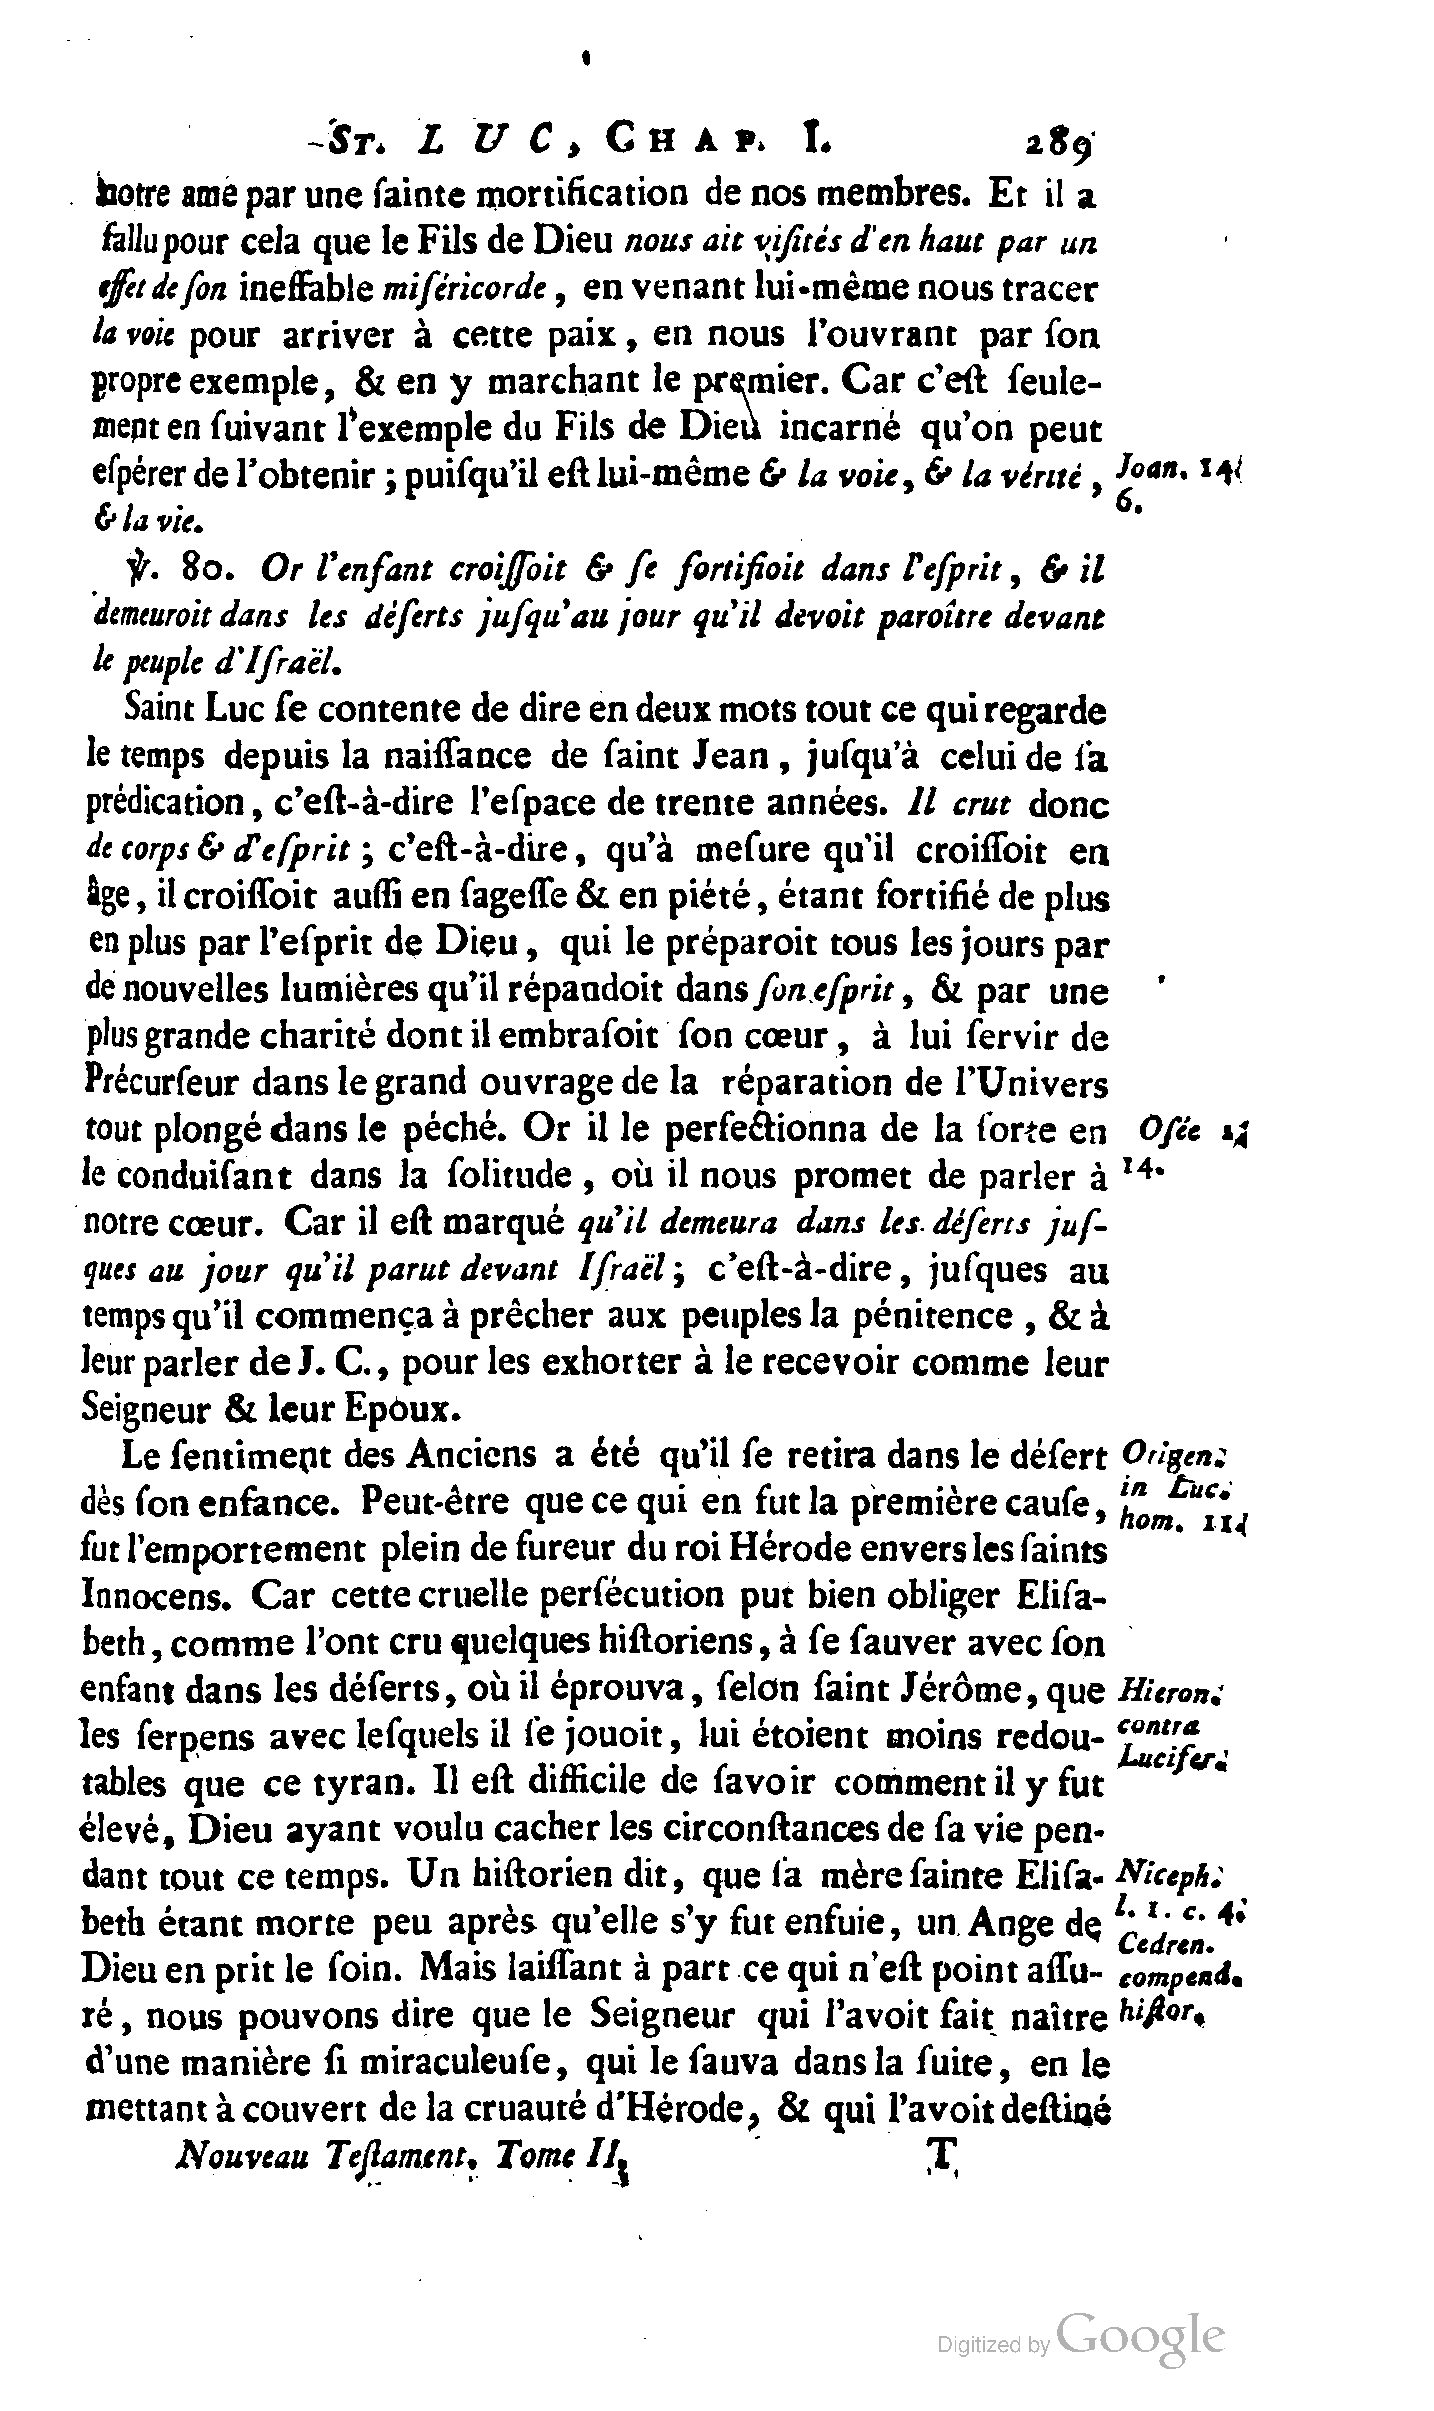 ST. LUC, CHAP. I. 289
notre ame par une ſainte mortification de nos membres. Et il a
fallu pour cela que le Fils de Dieu nous ait viſités d'en haut par un
effet de ſon ineffable miſéricorde, en venant lui-même nous tracer
la voie pour arriver à cette paix, en nous l'ouvrant par ſon
propre exemple, & en y marchant le premier. Car c'eſt ſeule-
ment en ſuivant l'exemple du Fils de Dieu incarné qu'on peut
eſpérer de l'obtenir ; puiſqu'il eſt lui-même & la voie, & la vérité,
& la vie.
Joan. 14.
6.
℣. 80. Or l'enfant croiſſoit & ſe fortifioit dans l'eſprit, & il
demeuroit dans les déſerts juſqu'au jour qu'il devoit paroître devant
le peuple d'Iſraël.
Saint Luc ſe contente de dire en deux mots tout ce qui regarde
le temps depuis la naiſſance de ſaint Jean, juſqu'à celui de ſa
prédication, c'eſt-à-dire l'eſpace de trente années. Il crut donc
de corps & d'eſprit ; c'eſt-à-dire, qu'à meſure qu'il croiſſoit en
âge, il croiſſoit auſſi en ſageſſe & en piété, étant fortifié de plus
en plus par l'eſprit de Dieu, qui le préparoit tous les jours par
de nouvelles lumières qu'il répandoit dans ſon eſprit, & par une
plus grande charité dont il embraſoit ſon cœur, à lui ſervir de
Précurſeur dans le grand ouvrage de la réparation de l'Univers
tout plongé dans le péché. Or il le perfectionna de la ſorte en
le conduiſant dans la ſolitude, où il nous promet de parler à
Oſée
14.
notre cœur. Car il eſt marqué qu'il demeura dans les déſerts juſ-
ques au jour qu'il parut devant Iſraël ; c'eſt-à-dire, juſques au
temps qu'il commença à prêcher aux peuples la pénitence, & à
leur parler de J. C., pour les exhorter à le recevoir comme leur
Seigneur & leur Epoux.
Le ſentiment des Anciens a été qu'il ſe retira dans le déſert
dès ſon enfance. Peut-être que ce qui en fut la première cauſe,
Origen.
in Luc.
hom. 11.
fut l'emportement plein de fureur du roi Hérode envers les ſaints
Innocens. Car cette cruelle perſécution put bien obliger Eliſa-
beth, comme l'ont cru quelques hiſtoriens, à ſe ſauver avec ſon
enfant dans les déſerts, où il éprouva, ſelon ſaint Jérôme, que
les ſerpens avec leſquels il ſe jouoit, lui étoient moins redou-
tables que ce tyran. Il eſt difficile de ſavoir comment il y fut
Hieron.
contra
Lucifer.
élevé, Dieu ayant voulu cacher les circonſtances de ſa vie pen-
dant tout ce temps. Un hiſtorien dit, que ſa mère ſainte Eliſa-
beth étant morte peu après qu'elle s'y fut enfuie, un Ange de
Dieu en prit le ſoin. Mais laiſſant à part ce qui n'eſt point aſſu-
ré, nous pouvons dire que le Seigneur qui l'avoit fait naître
Niceph.
l. 1. c. 4.
Cedren.
compend.
hiſtor.
d'une manière ſi miraculeuſe, qui le ſauva dans la ſuite, en le
mettant à couvert de la cruauté d'Hérode, & qui l'avoit deſtiné
Nouveau Teſtament. Tome II. T
Digitized by Google